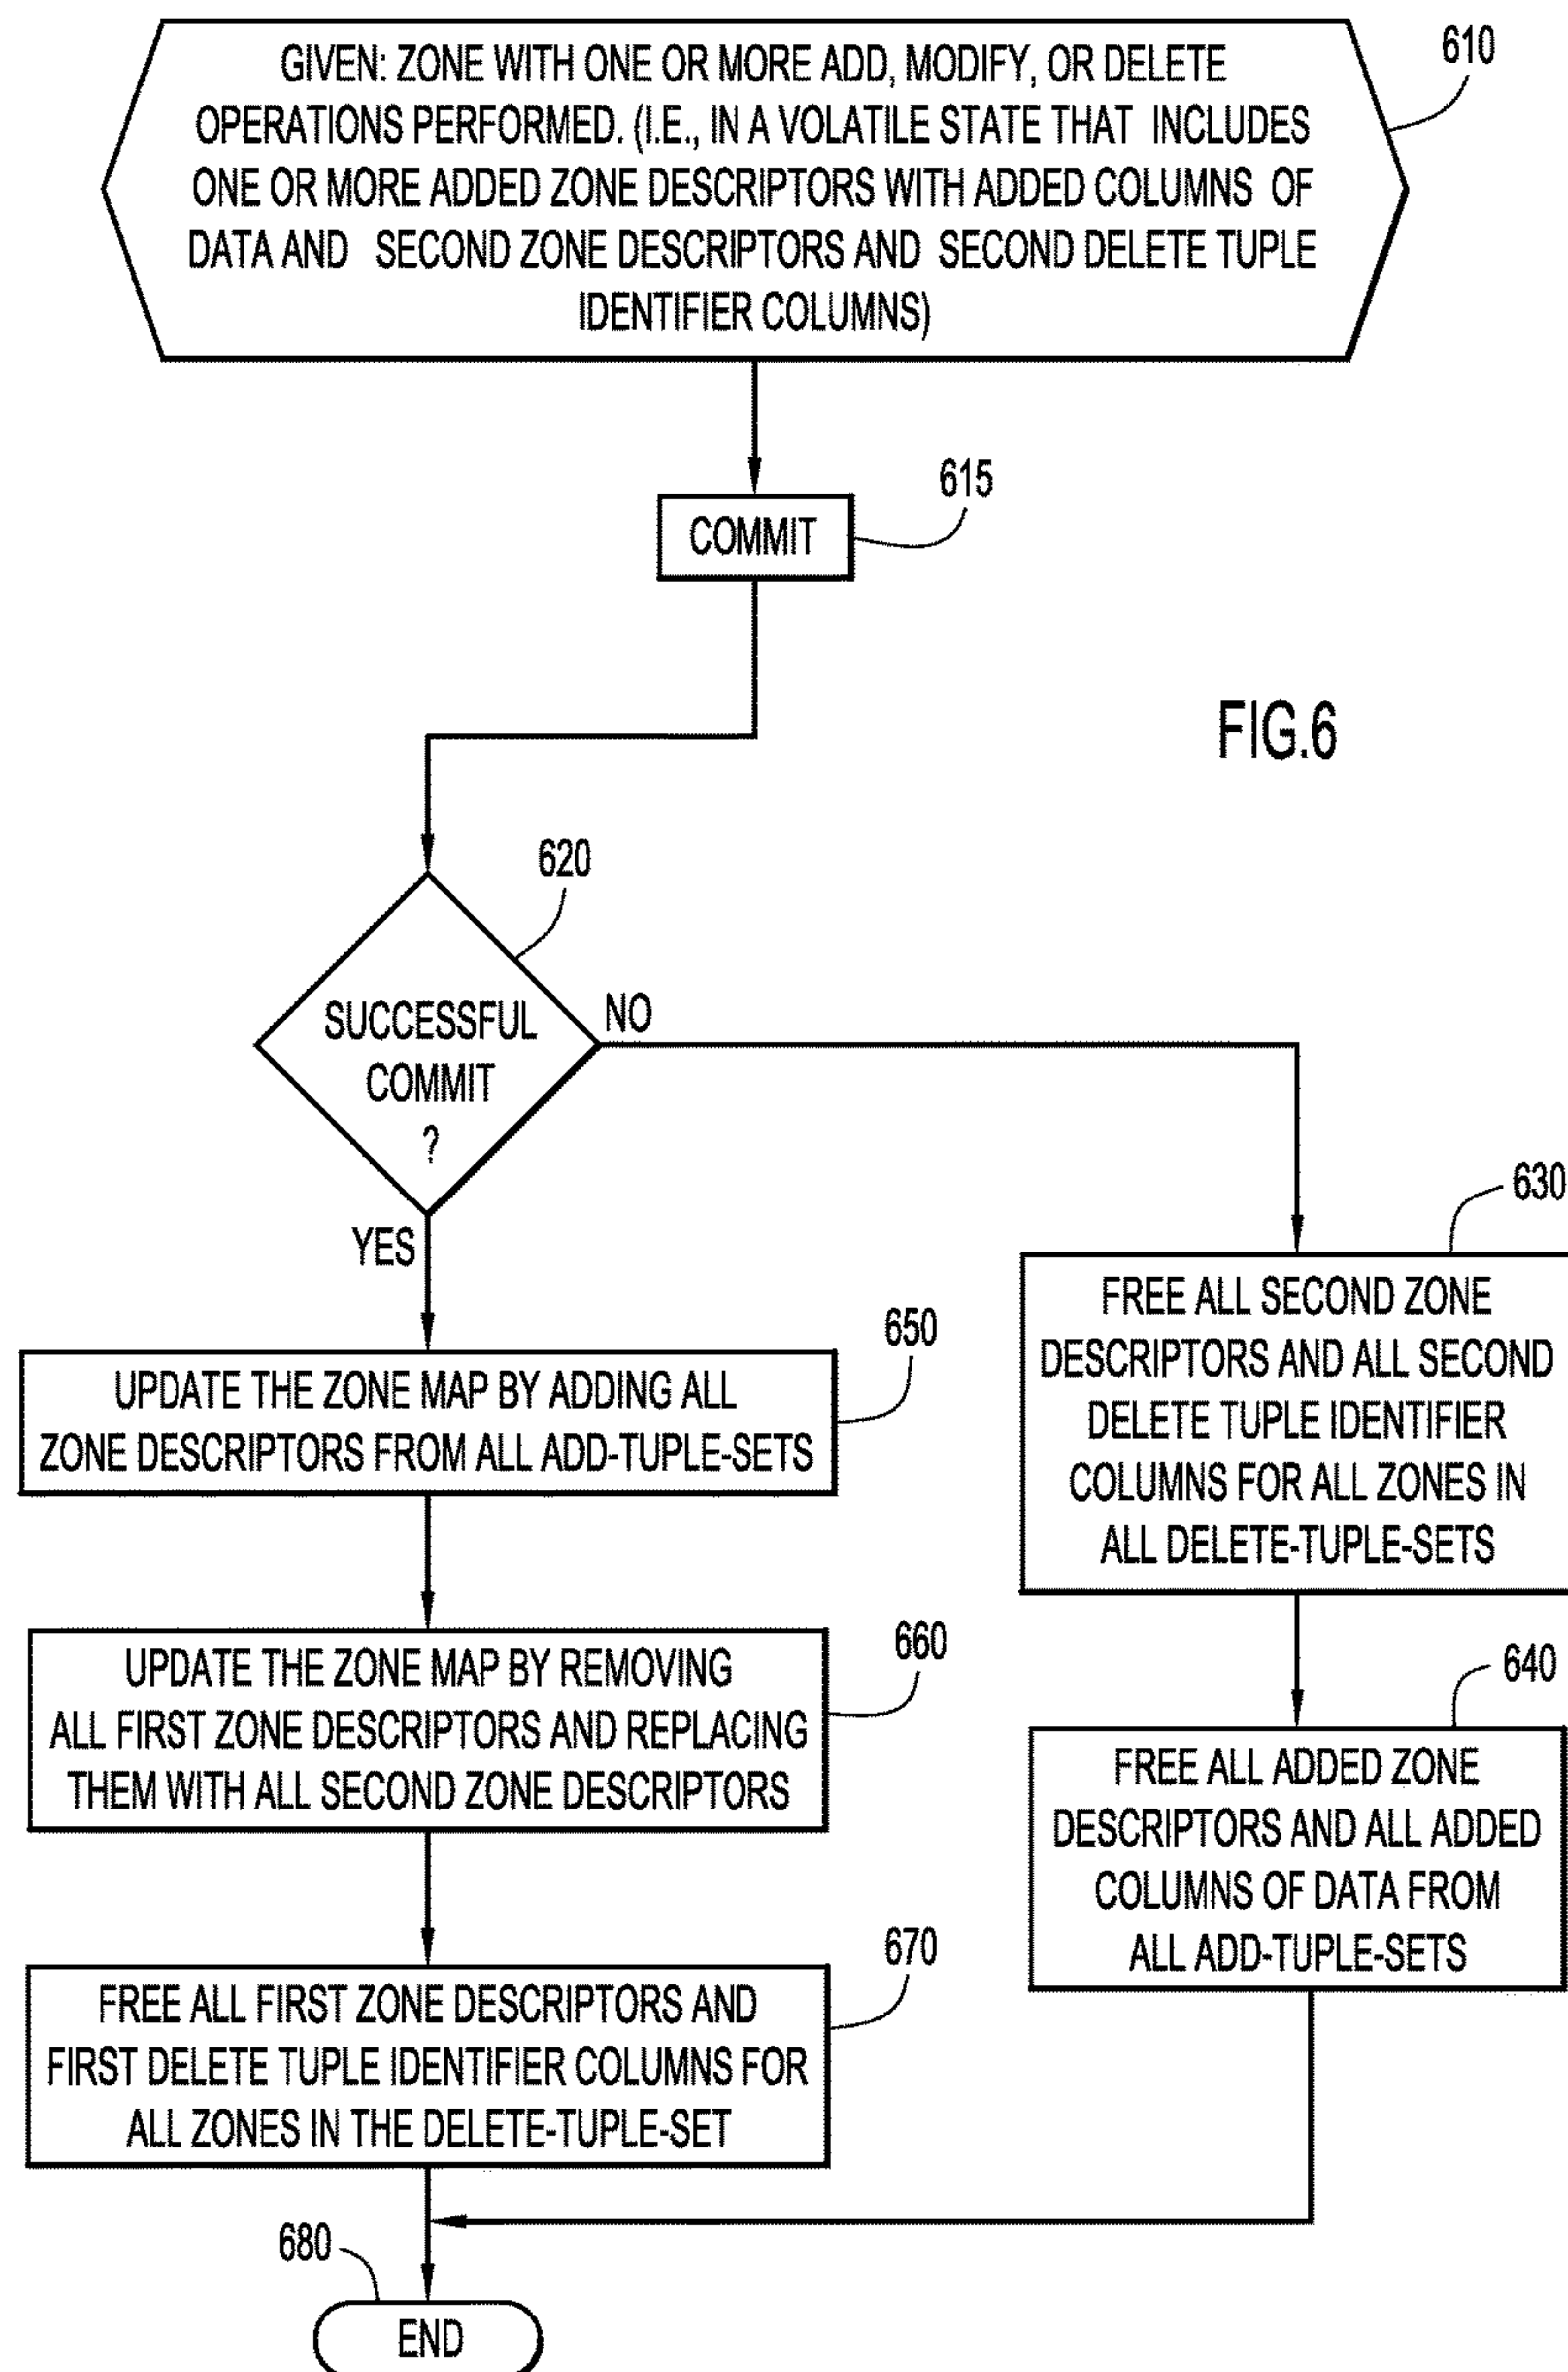 GIVEN: ZONE WITH ONE OR MORE ADD, MODIFY, OR DELETE
OPERATIONS PERFORMED. (I.E., IN A VOLATILE STATE THAT INCLUDES
ONE OR MORE ADDED ZONE DESCRIPTORS WITH ADDED COLUMNS OF
DATA AND SECOND ZONE DESCRIPTORS AND SECOND DELETE TUPLE
IDENTIFIER COLUMNS)
610
COMMIT
615
FIG.6
620
SUCCESSFUL
COMMIT
?
NO
YES
650
UPDATE THE ZONE MAP BY ADDING ALL
ZONE DESCRIPTORS FROM ALL ADD-TUPLE-SETS
660
UPDATE THE ZONE MAP BY REMOVING
ALL FIRST ZONE DESCRIPTORS AND REPLACING
THEM WITH ALL SECOND ZONE DESCRIPTORS
670
FREE ALL FIRST ZONE DESCRIPTORS AND
FIRST DELETE TUPLE IDENTIFIER COLUMNS FOR
ALL ZONES IN THE DELETE-TUPLE-SET
630
FREE ALL SECOND ZONE
DESCRIPTORS AND ALL SECOND
DELETE TUPLE IDENTIFIER
COLUMNS FOR ALL ZONES IN
ALL DELETE-TUPLE-SETS
640
FREE ALL ADDED ZONE
DESCRIPTORS AND ALL ADDED
COLUMNS OF DATA FROM
ALL ADD-TUPLE-SETS
680
END